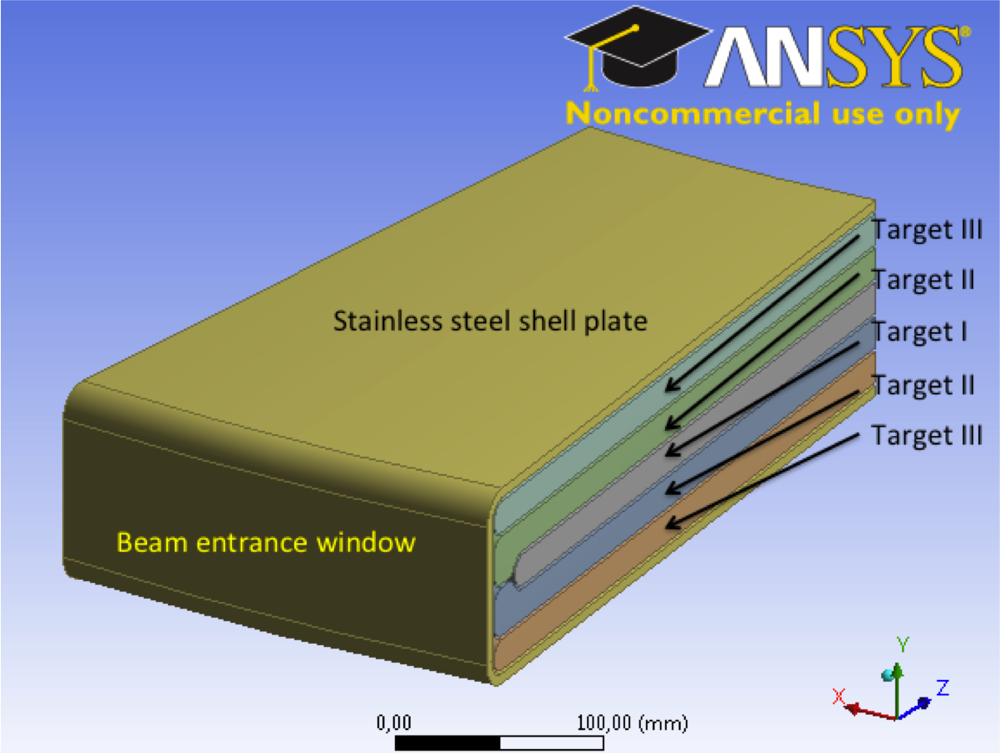 ANSYS®
Noncommercial use only
Target III
Target II
Stainless steel shell plate
Target I
Target II
Target III
Beam entrance window
Y
X
Z
0,00
100,00 (mm)